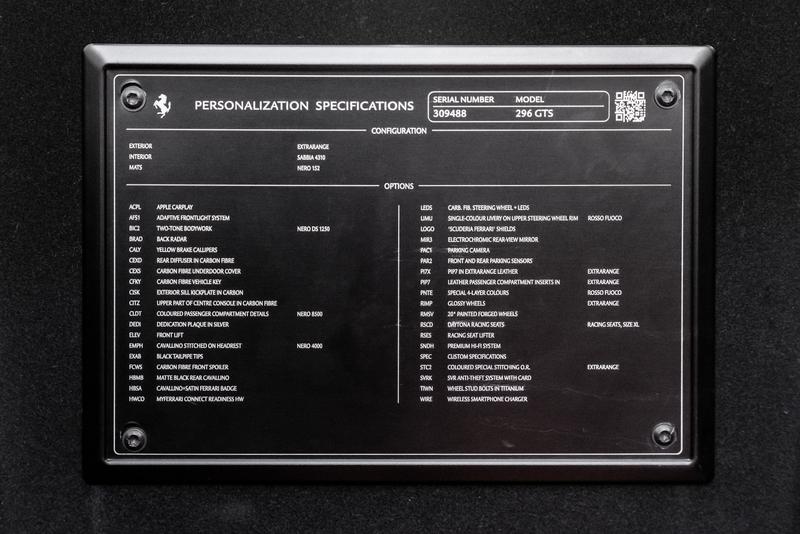 PERSONALIZATION SPECIFICATIONS
SERIAL NUMBER MODEL
309488 296 GTS
CONFIGURATION
EXTERIOR EXTRARANGE
INTERIOR SABBIA 4310
MATS NERO 152
OPTIONS
ACPL APPLE CARPLAY
AFS1 ADAPTIVE FRONTLIGHT SYSTEM
BIC2 TWO-TONE BODYWORK NERO DS 1250
BRAD BACK RADAR
CALY YELLOW BRAKE CALLIPERS
CEXD REAR DIFFUSER IN CARBON FIBRE
CEXS CARBON FIBRE UNDERDOOR COVER
CFKY CARBON FIBRE VEHICLE KEY
CISK EXTERIOR SILL KICKPLATE IN CARBON
CITZ UPPER PART OF CENTRE CONSOLE IN CARBON FIBRE
CLDT COLOURED PASSENGER COMPARTMENT DETAILS NERO 8500
DEDI DEDICATION PLAQUE IN SILVER
ELEV FRONT LIFT
EMPH CAVALLINO STITCHED ON HEADREST NERO 4000
EXAB BLACK TAILPIPE TIPS
FCWS CARBON FIBRE FRONT SPOILER
HBMB MATTE BLACK REAR CAVALLINO
HBSA CAVALLINO+SATIN FERRARI BADGE
HWCO MYFERRARI CONNECT READINESS HW
LEDS CARB. FIB. STEERING WHEEL + LEDS
LIMU SINGLE-COLOUR LIVERY ON UPPER STEERING WHEEL RIM ROSSO FUOCO
LOGO "SCUDERIA FERRARI" SHIELDS
MIR3 ELECTROCHROMIC REAR-VIEW MIRROR
PAC1 PARKING CAMERA
PAR2 FRONT AND REAR PARKING SENSORS
PI7X PIP7 IN EXTRARANGE LEATHER EXTRARANGE
PIP7 LEATHER PASSENGER COMPARTMENT INSERTS IN EXTRARANGE
PNTE SPECIAL 4-LAYER COLOURS ROSSO FUOCO
RIMP GLOSSY WHEELS EXTRARANGE
RMSV 20" PAINTED FORGED WHEELS
RSCD DAYTONA RACING SEATS RACING SEATS, SIZE XL
RSES RACING SEAT LIFTER
SNDH PREMIUM HI-FI SYSTEM
SPEC CUSTOM SPECIFICATIONS
STC2 COLOURED SPECIAL STITCHING O.R. EXTRARANGE
SVRK SVR ANTI-THEFT SYSTEM WITH CARD
TIWN WHEEL STUD BOLTS IN TITANIUM
WIRE WIRELESS SMARTPHONE CHARGER